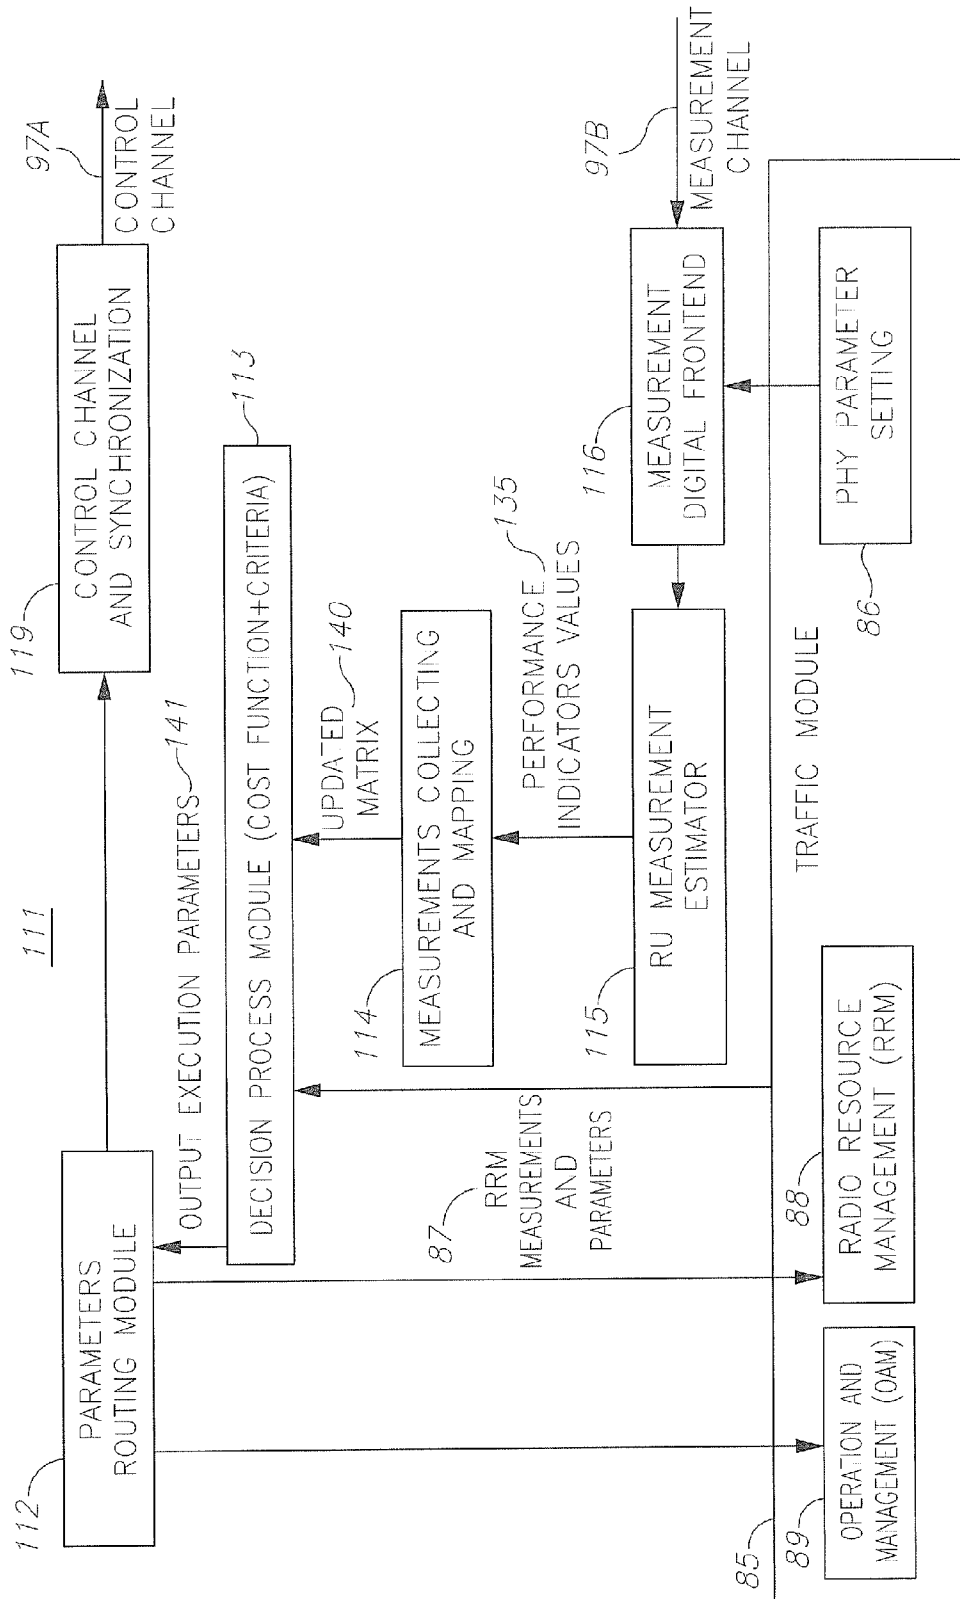 111
112
PARAMETERS
ROUTING MODULE
119
CONTROL CHANNEL
AND SYNCHRONIZATION
97A
CONTROL
CHANNEL
OUTPUT EXECUTION PARAMETERS
141
113
DECISION PROCESS MODULE (COST FUNCTION+CRITERIA)
UPDATED
MATRIX
140
114
MEASUREMENTS COLLECTING
AND MAPPING
PERFORMANCE
INDICATORS VALUES
135
87
RRM
MEASUREMENTS
AND
PARAMETERS
115
RU MEASUREMENT
ESTIMATOR
116
MEASUREMENT
DIGITAL FRONTEND
97B
MEASUREMENT
CHANNEL
85
TRAFFIC MODULE
89
OPERATION AND
MANAGEMENT (OAM)
88
RADIO RESOURCE
MANAGEMENT (RRM)
86
PHY PARAMETER
SETTING